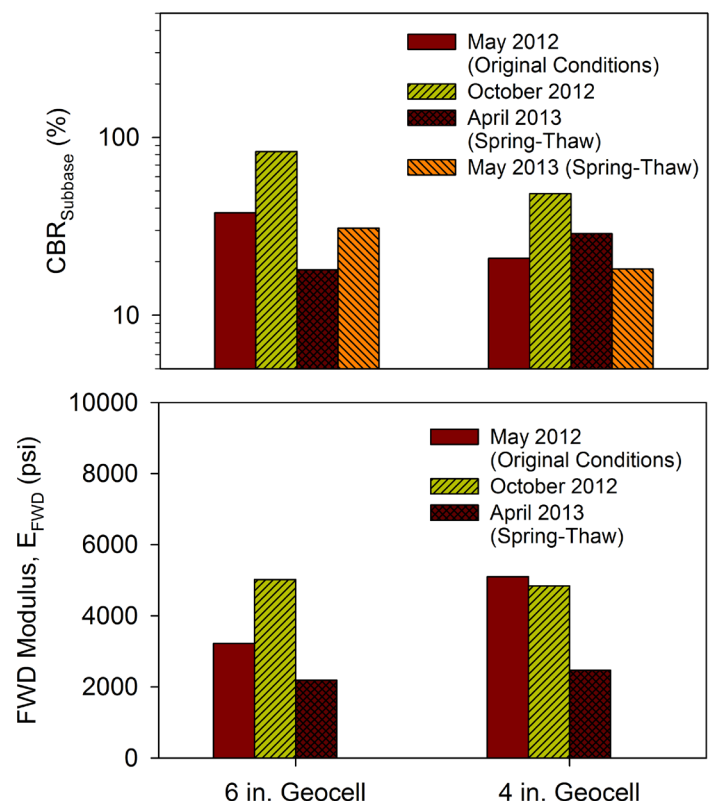 CBRSubbase (%)
100
10
May 2012
(Original Conditions)
October 2012
April 2013
(Spring-Thaw)
May 2013 (Spring-Thaw)
FWD Modulus, EFWD (psi)
10000
8000
6000
4000
2000
0
May 2012
(Original Conditions)
October 2012
April 2013
(Spring-Thaw)
6 in. Geocell
4 in. Geocell